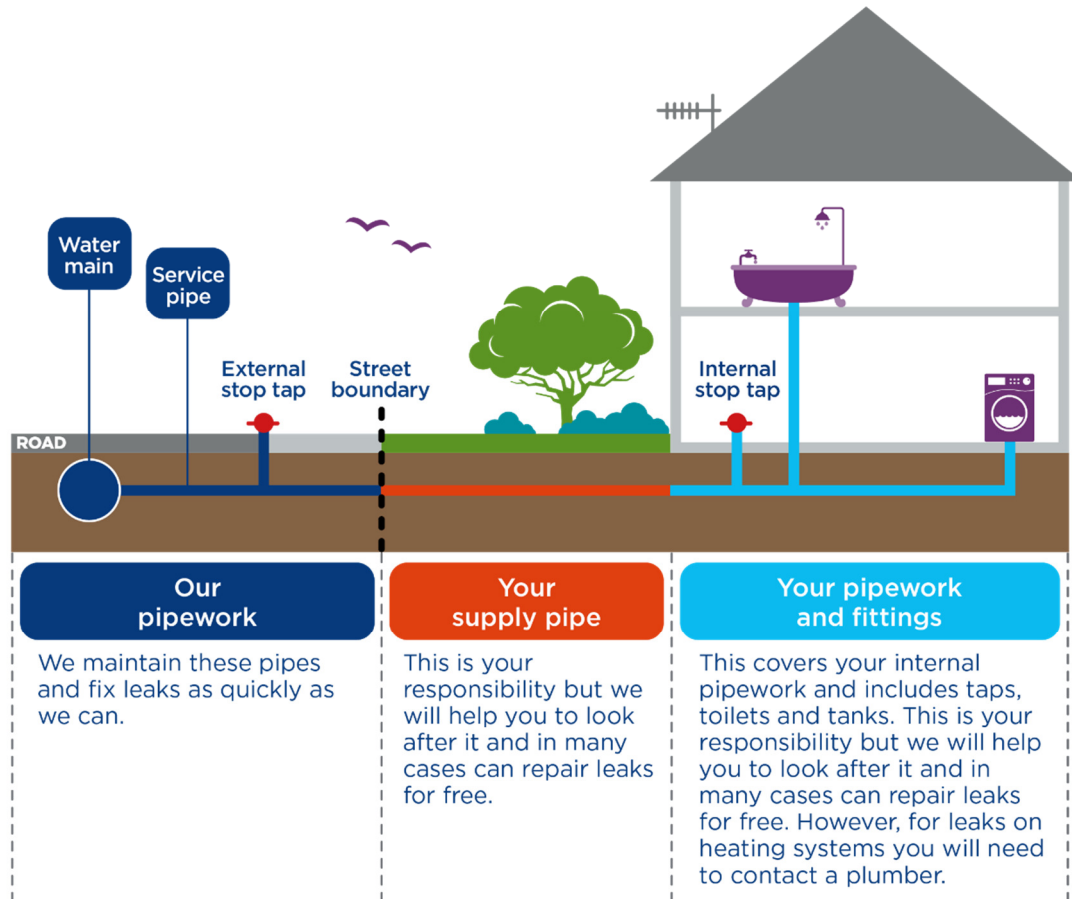 Water
main
Service
pipe
External
stop tap
Street
boundary
Internal
stop tap
ROAD
Our
pipework
We maintain these pipes
and fix leaks as quickly as
we can.
Your
supply pipe
This is your
responsibility but we
will help you to look
after it and in many
cases can repair leaks
for free.
Your pipework
and fittings
This covers your internal
pipework and includes taps,
toilets and tanks. This is your
responsibility but we will help
you to look after it and in
many cases can repair leaks
for free. However, for leaks on
heating systems you will need
to contact a plumber.